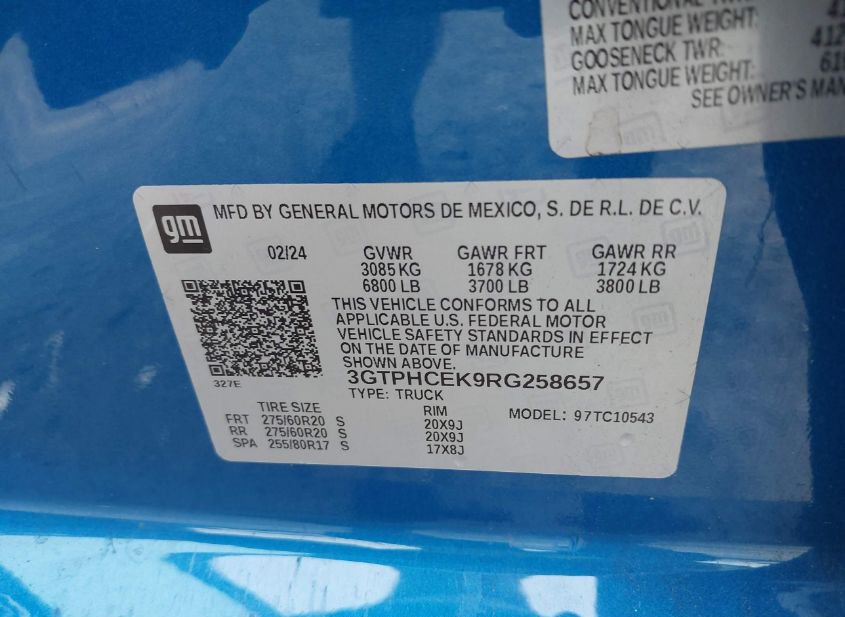 CONVENTIONAL
MAX TONGUE WEIGHT:
GOOSENECK TWR:
MAX TONGUE WEIGHT:
SEE OWNER'S
gm
MFD BY GENERAL MOTORS DE MEXICO, S. DE R.L. DE C.V.
02/24 GVWR GAWR FRT GAWR RR
3085 KG 1678 KG 1724 KG
6800 LB 3700 LB 3800 LB
THIS VEHICLE CONFORMS TO ALL
APPLICABLE U.S. FEDERAL MOTOR
VEHICLE SAFETY STANDARDS IN EFFECT
ON THE DATE OF MANUFACTURE
SHOWN ABOVE.
327E
3GTPHCEK9RG258657
TYPE: TRUCK
TIRE SIZE RIM MODEL: 97TC10543
FRT 275/60R20 S 20X9J
RR 275/60R20 S 20X9J
SPA 255/80R17 S 17X8J